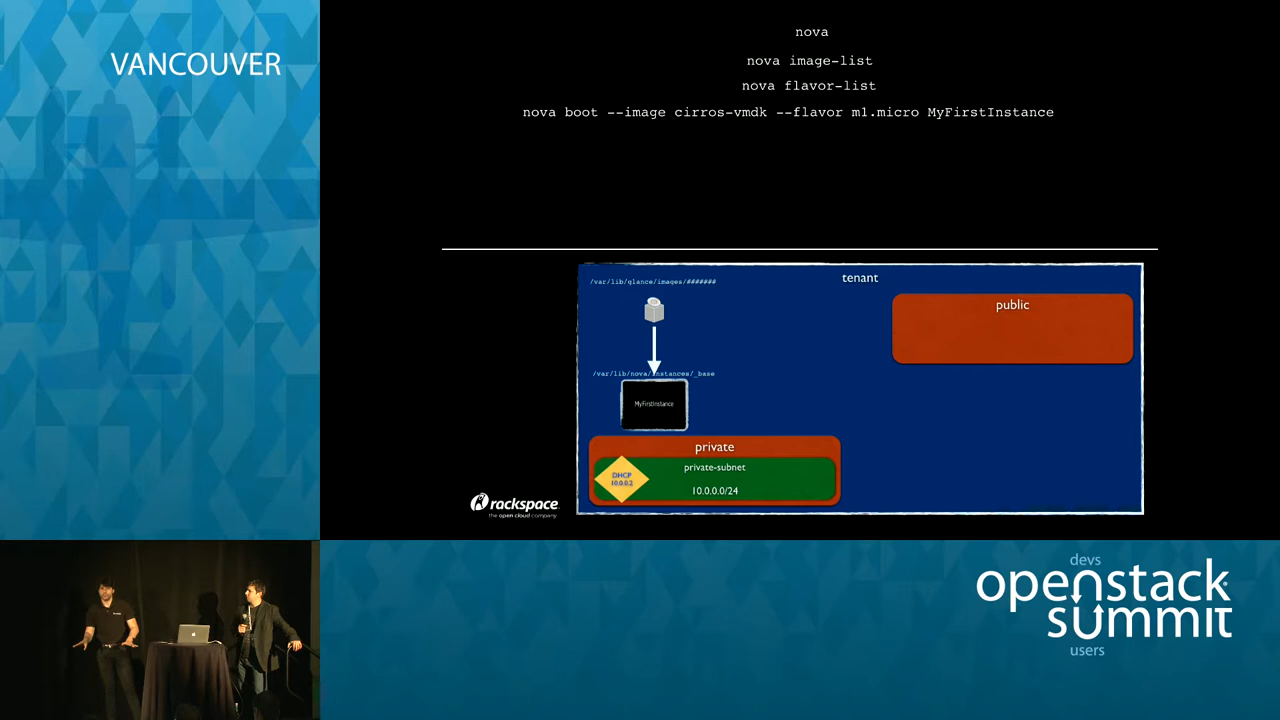 VANCOUVER
nova
nova image-list
nova flavor-list
nova boot --image cirros-vmdk --flavor m1.micro MyFirstInstance
tenant
/var/lib/glance/images/#######
public
/var/lib/nova/instances/_base
MyFirstInstance
private
private-subnet
DHCP
10.0.0.2
10.0.0.0/24
rackspace
the open cloud company
devs
openstack
summit
users